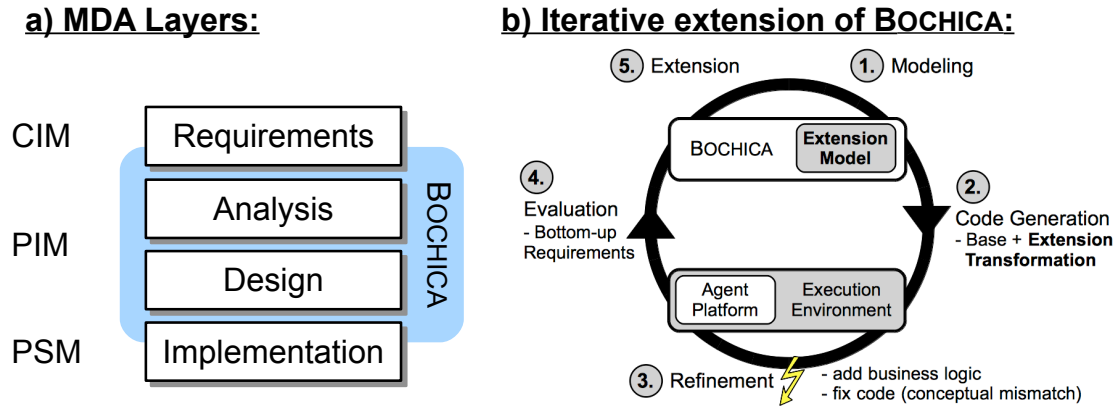 a) MDA Layers:
CIM
PIM
PSM
Requirements
Analysis
Design
Implementation
BOCHICA
b) Iterative extension of BOCHICA:
5. Extension
1. Modeling
BOCHICA
Extension
Model
4.
Evaluation
- Bottom-up
Requirements
2.
Code Generation
- Base + Extension
Transformation
Agent
Platform
Execution
Environment
3. Refinement
- add business logic
- fix code (conceptual mismatch)